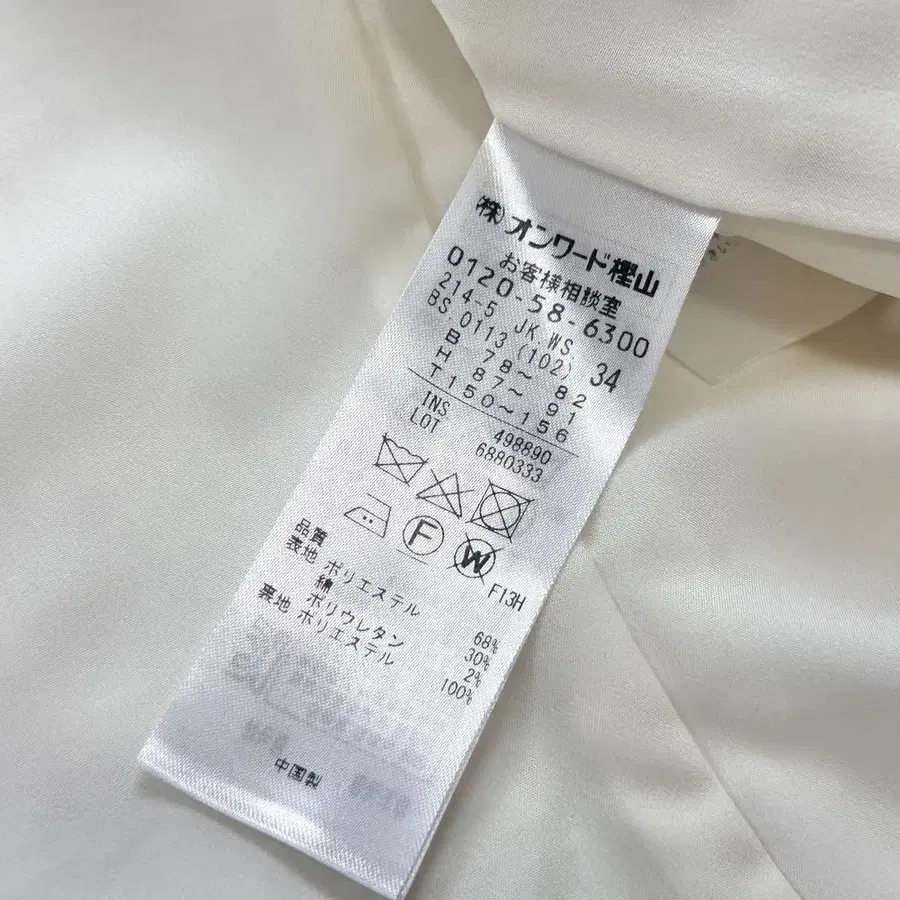 (株)オンワード樫山
お客様相談室
0120-58-6300
214-5 JK.WS.
BS.0113(102) 34
B 78～ 82
H 87～ 91
T150～156
INS 498890
LOT 6880333
F
W
F13H
品質
表地 ポリエステル 68%
綿 30%
ポリウレタン 2%
裏地 ポリエステル 100%
中国製